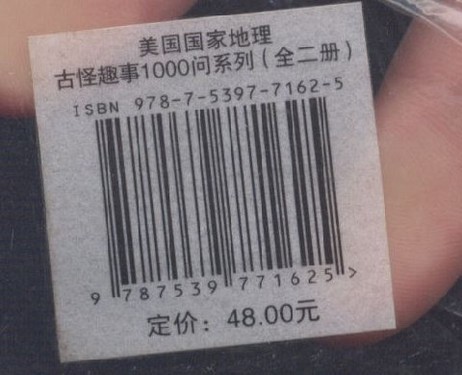 美国国家地理
古怪趣事1000问系列（全二册）
ISBN 978-7-5397-7162-5
9 787539 771625 >
定价：48.00元